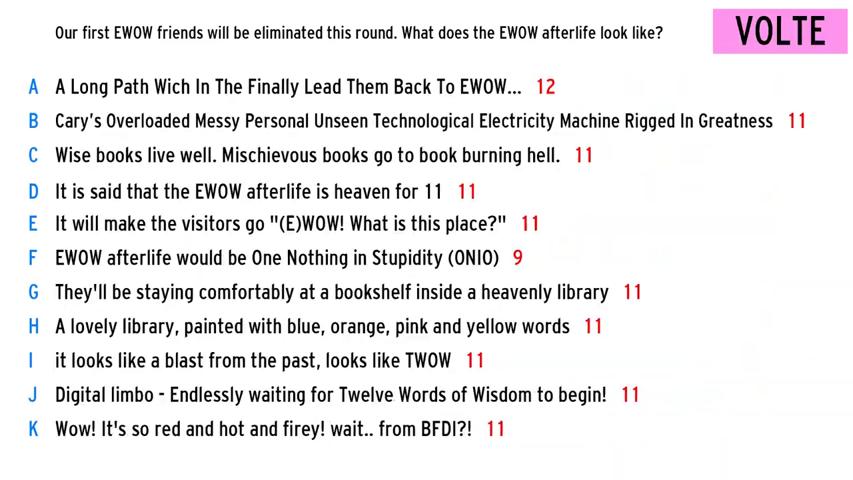 Our first EWOW friends will be eliminated this round. What does the EWOW afterlife look like?
VOLTE
A A Long Path Wich In The Finally Lead Them Back To EWOW... 12
B Cary's Overloaded Messy Personal Unseen Technological Electricity Machine Rigged In Greatness 11
C Wise books live well. Mischievous books go to book burning hell. 11
D It is said that the EWOW afterlife is heaven for 11 11
E It will make the visitors go "(E)WOW! What is this place?" 11
F EWOW afterlife would be One Nothing in Stupidity (ONIO) 9
G They'll be staying comfortably at a bookshelf inside a heavenly library 11
H A lovely library, painted with blue, orange, pink and yellow words 11
I it looks like a blast from the past, looks like TWOW 11
J Digital limbo - Endlessly waiting for Twelve Words of Wisdom to begin! 11
K Wow! It's so red and hot and firey! wait.. from BFDI?! 11